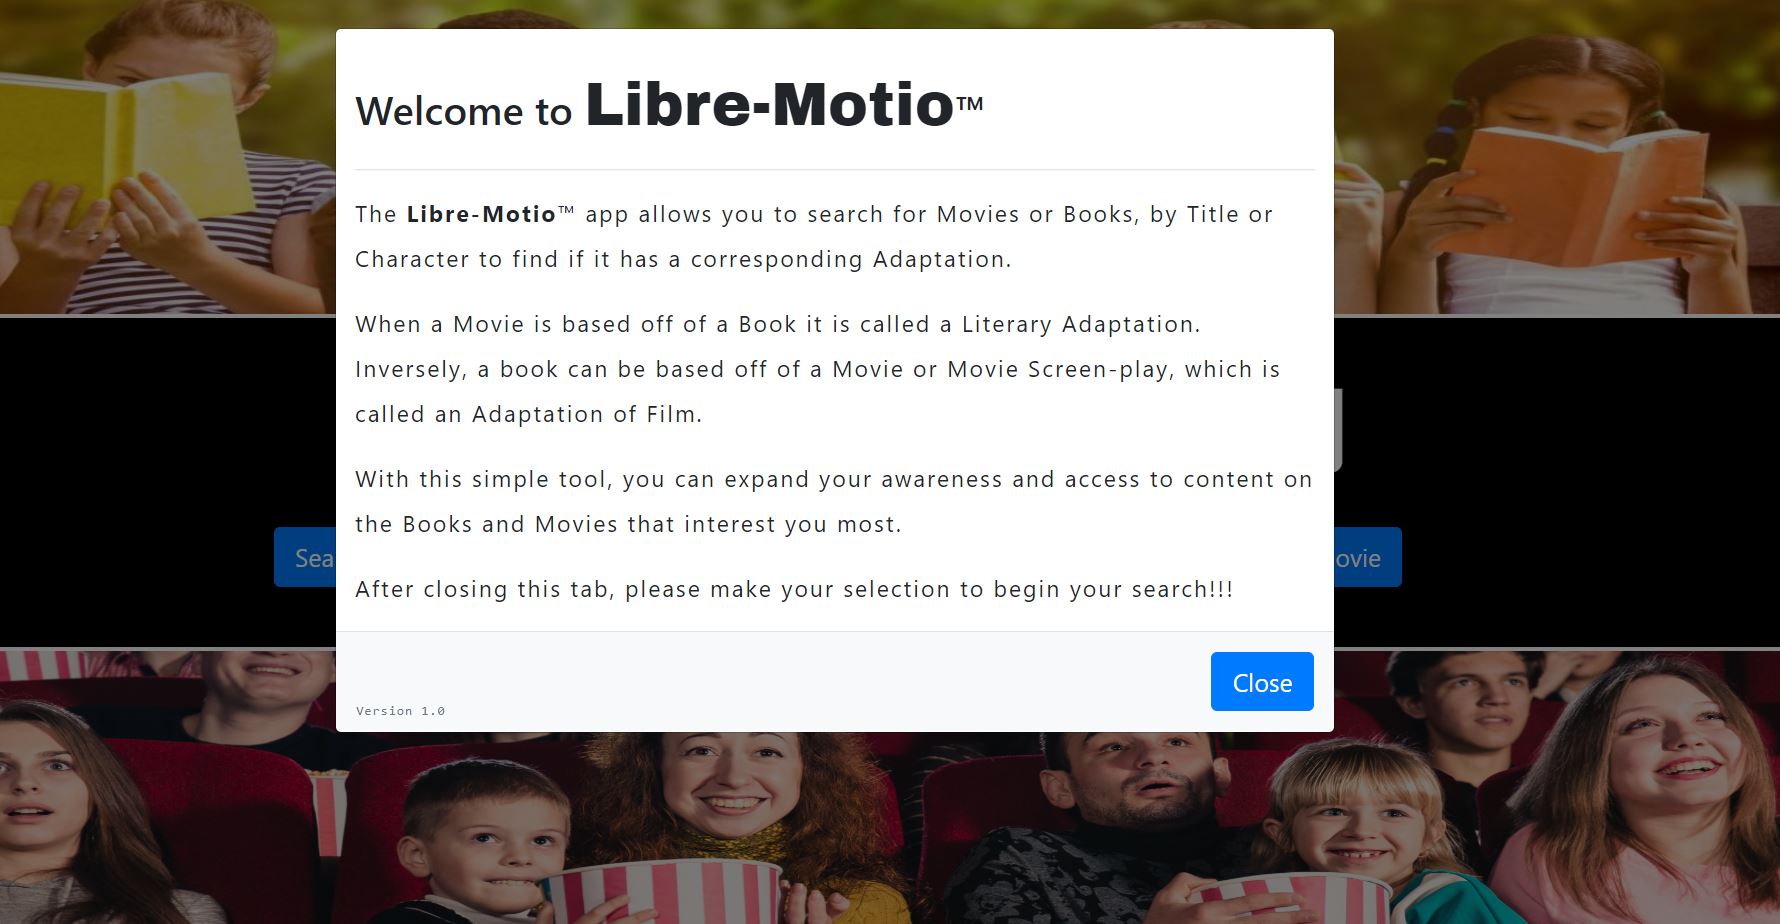 Welcome to Libre-Motio™
The Libre-Motio™ app allows you to search for Movies or Books, by Title or
Character to find if it has a corresponding Adaptation.
When a Movie is based off of a Book it is called a Literary Adaptation.
Inversely, a book can be based off of a Movie or Movie Screen-play, which is
called an Adaptation of Film.
With this simple tool, you can expand your awareness and access to content on
the Books and Movies that interest you most.
Sea
ovie
After closing this tab, please make your selection to begin your search!!!
Close
Version 1.0